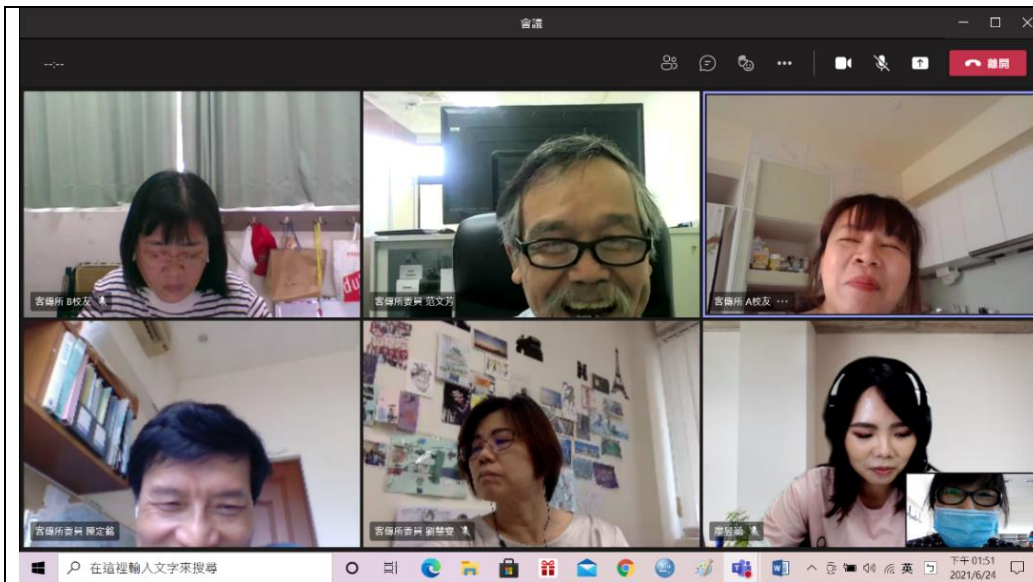 會議
--:--
離開
客傳所 B校友
客傳所委員 范文芳
客傳所 A校友 ...
客傳所委員 陳定銘
客傳所委員 劉慧雯
廖昱涵
在這裡輸入文字來搜尋
英
下午 01:51
2021/6/24